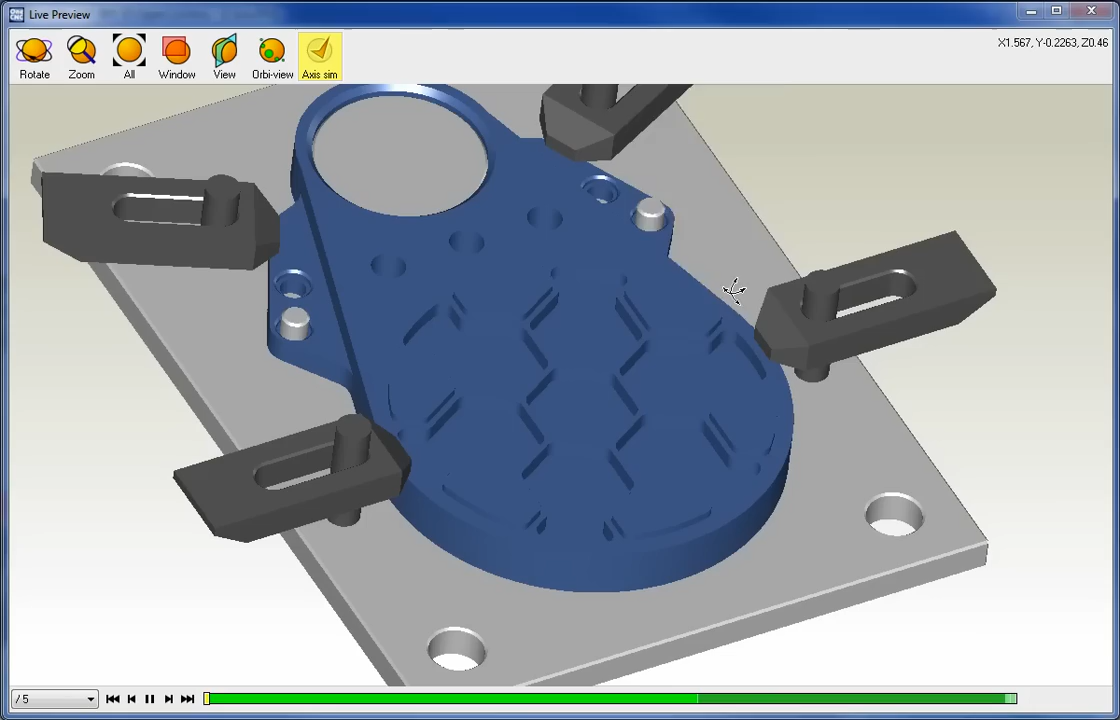 Live Preview
Rotate
Zoom
All
Window
View
Orbi-view
Axis sim
X1.567, Y-0.2263, Z0.46
/ 5